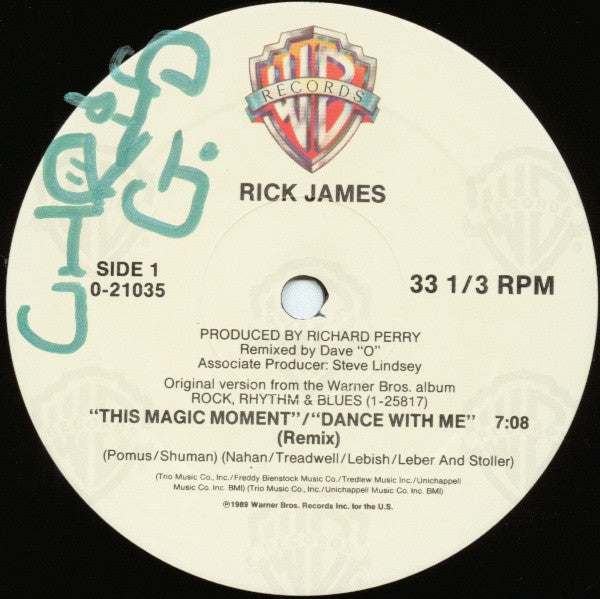 WB
RECORDS
RICK JAMES
SIDE 1
0-21035
33 1/3 RPM
PRODUCED BY RICHARD PERRY
Remixed by Dave "O"
Associate Producer: Steve Lindsey
Original version from the Warner Bros. album
ROCK, RHYTHM & BLUES (1-25817)
"THIS MAGIC MOMENT"/"DANCE WITH ME" 7:08
(Remix)
(Pomus/Shuman) (Nahan/Treadwell/Lebish/Leber And Stoller)
(Trio Music Co., Inc./Freddy Bienstock Music Co./Tredlew Music Inc./Unichappell
Music Co. Inc. BMI) (Trio Music Co., Inc./Unichappell Music Co. Inc. BMI)
℗1989 Warner Bros. Records Inc. for the U.S.